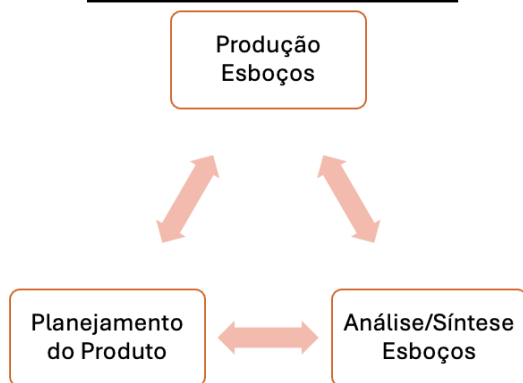 Produção
Esboços
Planejamento
do Produto
Análise/Síntese
Esboços